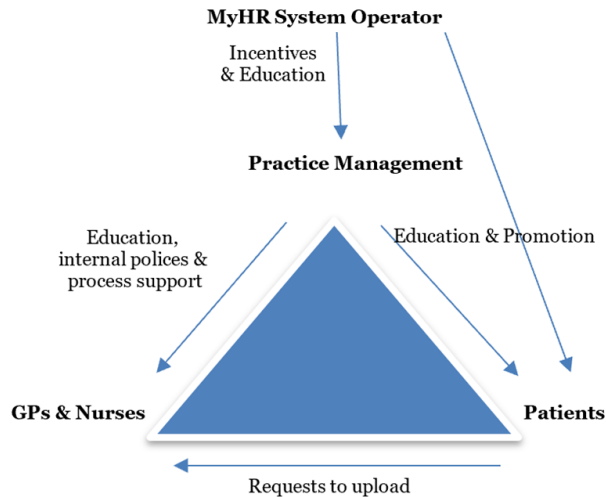 MyHR System Operator
Incentives
& Education
Practice Management
Education,
internal polices &
process support
Education & Promotion
GPs & Nurses
Patients
Requests to upload